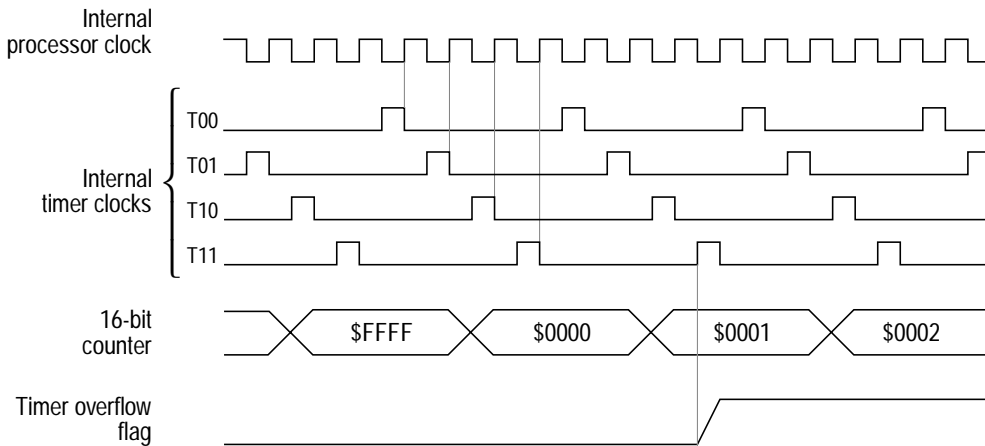 Internal
processor clock
T00
T01
Internal
timer clocks
T10
T11
16-bit
counter
$FFFF
$0000
$0001
$0002
Timer overflow
flag